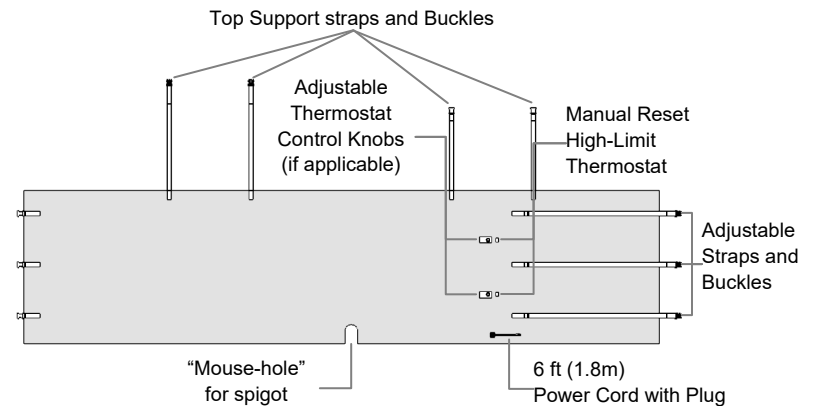 Top Support straps and Buckles
Adjustable
Thermostat
Control Knobs
(if applicable)
Manual Reset
High-Limit
Thermostat
Adjustable
Straps and
Buckles
“Mouse-hole”
for spigot
6 ft (1.8m)
Power Cord with Plug